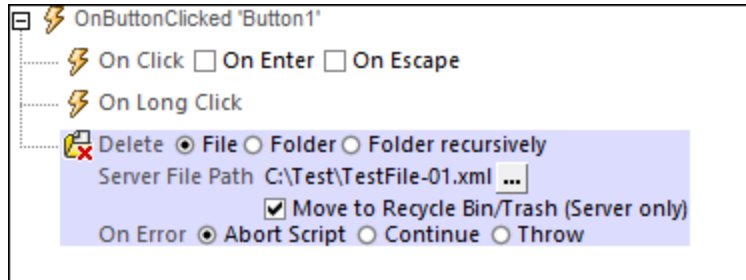 OnButtonClicked 'Button1'
On Click On Enter On Escape
On Long Click
Delete File Folder Folder recursively
Server File Path C:\Test\TestFile-01.xml ...
Move to Recycle Bin/Trash (Server only)
On Error Abort Script Continue Throw